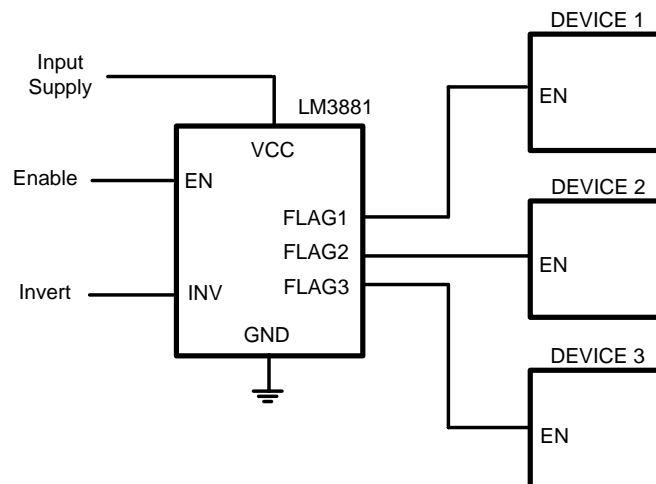 DEVICE 1
Input
Supply
LM3881
EN
VCC
Enable
EN
DEVICE 2
FLAG1
FLAG2
EN
Invert
INV
FLAG3
GND
DEVICE 3
EN